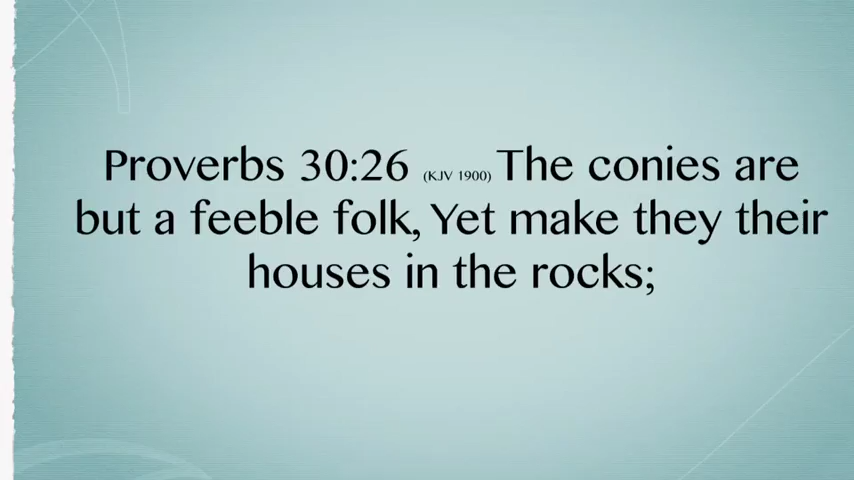 Proverbs 30:26 (KJV 1900) The conies are
but a feeble folk, Yet make they their
houses in the rocks;